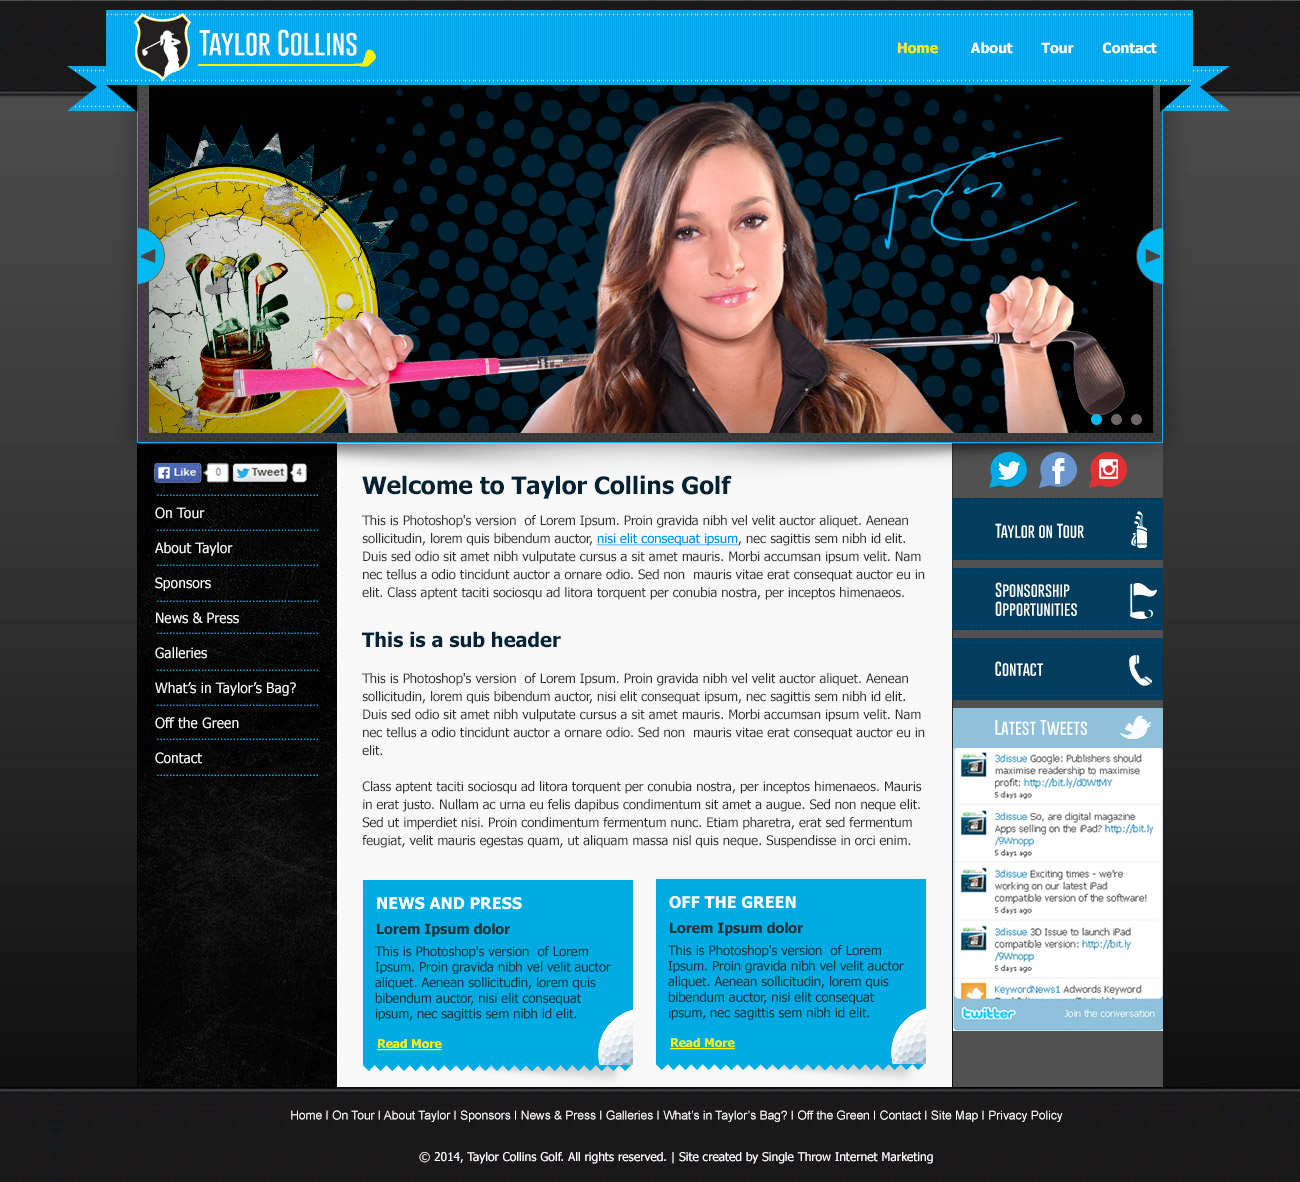 TAYLOR COLLINS
Home About Tour Contact
Like 0 Tweet 4
On Tour
About Taylor
Sponsors
News & Press
Galleries
What's in Taylor's Bag?
Off the Green
Contact
Welcome to Taylor Collins Golf
This is Photoshop's version of Lorem Ipsum. Proin gravida nibh vel velit auctor aliquet. Aenean
sollicitudin, lorem quis bibendum auctor, nisi elit consequat ipsum, nec sagittis sem nibh id elit.
Duis sed odio sit amet nibh vulputate cursus a sit amet mauris. Morbi accumsan ipsum velit. Nam
nec tellus a odio tincidunt auctor a ornare odio. Sed non mauris vitae erat consequat auctor eu in
elit. Class aptent taciti sociosqu ad litora torquent per conubia nostra, per inceptos himenaeos.
This is a sub header
This is Photoshop's version of Lorem Ipsum. Proin gravida nibh vel velit auctor aliquet. Aenean
sollicitudin, lorem quis bibendum auctor, nisi elit consequat ipsum, nec sagittis sem nibh id elit.
Duis sed odio sit amet nibh vulputate cursus a sit amet mauris. Morbi accumsan ipsum velit. Nam
nec tellus a odio tincidunt auctor a ornare odio. Sed non mauris vitae erat consequat auctor eu in
elit.
Class aptent taciti sociosqu ad litora torquent per conubia nostra, per inceptos himenaeos. Mauris
in erat justo. Nullam ac urna eu felis dapibus condimentum sit amet a augue. Sed non neque elit.
Sed ut imperdiet nisi. Proin condimentum fermentum nunc. Etiam pharetra, erat sed fermentum
feugiat, velit mauris egestas quam, ut aliquam massa nisl quis neque. Suspendisse in orci enim.
NEWS AND PRESS
Lorem Ipsum dolor
This is Photoshop's version of Lorem
Ipsum. Proin gravida nibh vel velit auctor
aliquet. Aenean sollicitudin, lorem quis
bibendum auctor, nisi elit consequat
ipsum, nec sagittis sem nibh id elit.
Read More
OFF THE GREEN
Lorem Ipsum dolor
This is Photoshop's version of Lorem
Ipsum. Proin gravida nibh vel velit auctor
aliquet. Aenean sollicitudin, lorem quis
bibendum auctor, nisi elit consequat
ipsum, nec sagittis sem nibh id elit.
Read More
TAYLOR ON TOUR
SPONSORSHIP
OPPORTUNITIES
CONTACT
LATEST TWEETS
3dissue Google: Publishers should
maximise readership to maximise
profit: http://bit.ly/d0WtMY
5 days ago
3dissue So, are digital magazine
Apps selling on the iPad? http://bit.ly
/9Wnopp
5 days ago
3dissue Exciting times - we're
working on our latest iPad
compatible version of the software!
5 days ago
3dissue 3D Issue to launch iPad
compatible version: http://bit.ly
/9Wnopp
5 days ago
KeywordNews1 Adwords Keyword
twitter Join the conversation
Home | On Tour | About Taylor | Sponsors | News & Press | Galleries | What's in Taylor's Bag? | Off the Green | Contact | Site Map | Privacy Policy
© 2014, Taylor Collins Golf. All rights reserved. | Site created by Single Throw Internet Marketing